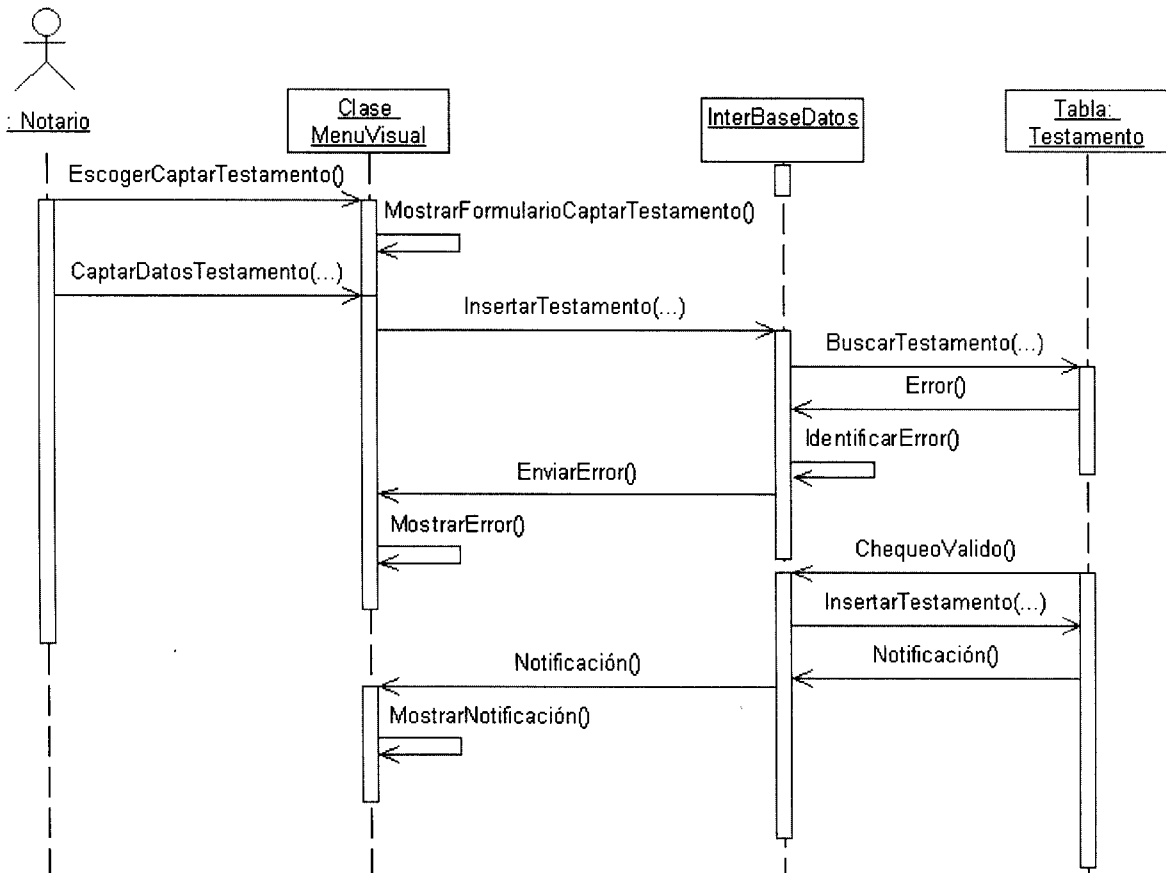 : Notario
Clase
MenuVisual
InterBaseDatos
Tabla:
Testamento
EscogerCaptarTestamento()
MostrarFormularioCaptarTestamento()
CaptarDatosTestamento(...)
InsertarTestamento(...)
BuscarTestamento(...)
Error()
IdentificarError()
EnviarError()
MostrarError()
ChequeoValido()
InsertarTestamento(...)
Notificación()
Notificación()
MostrarNotificación()